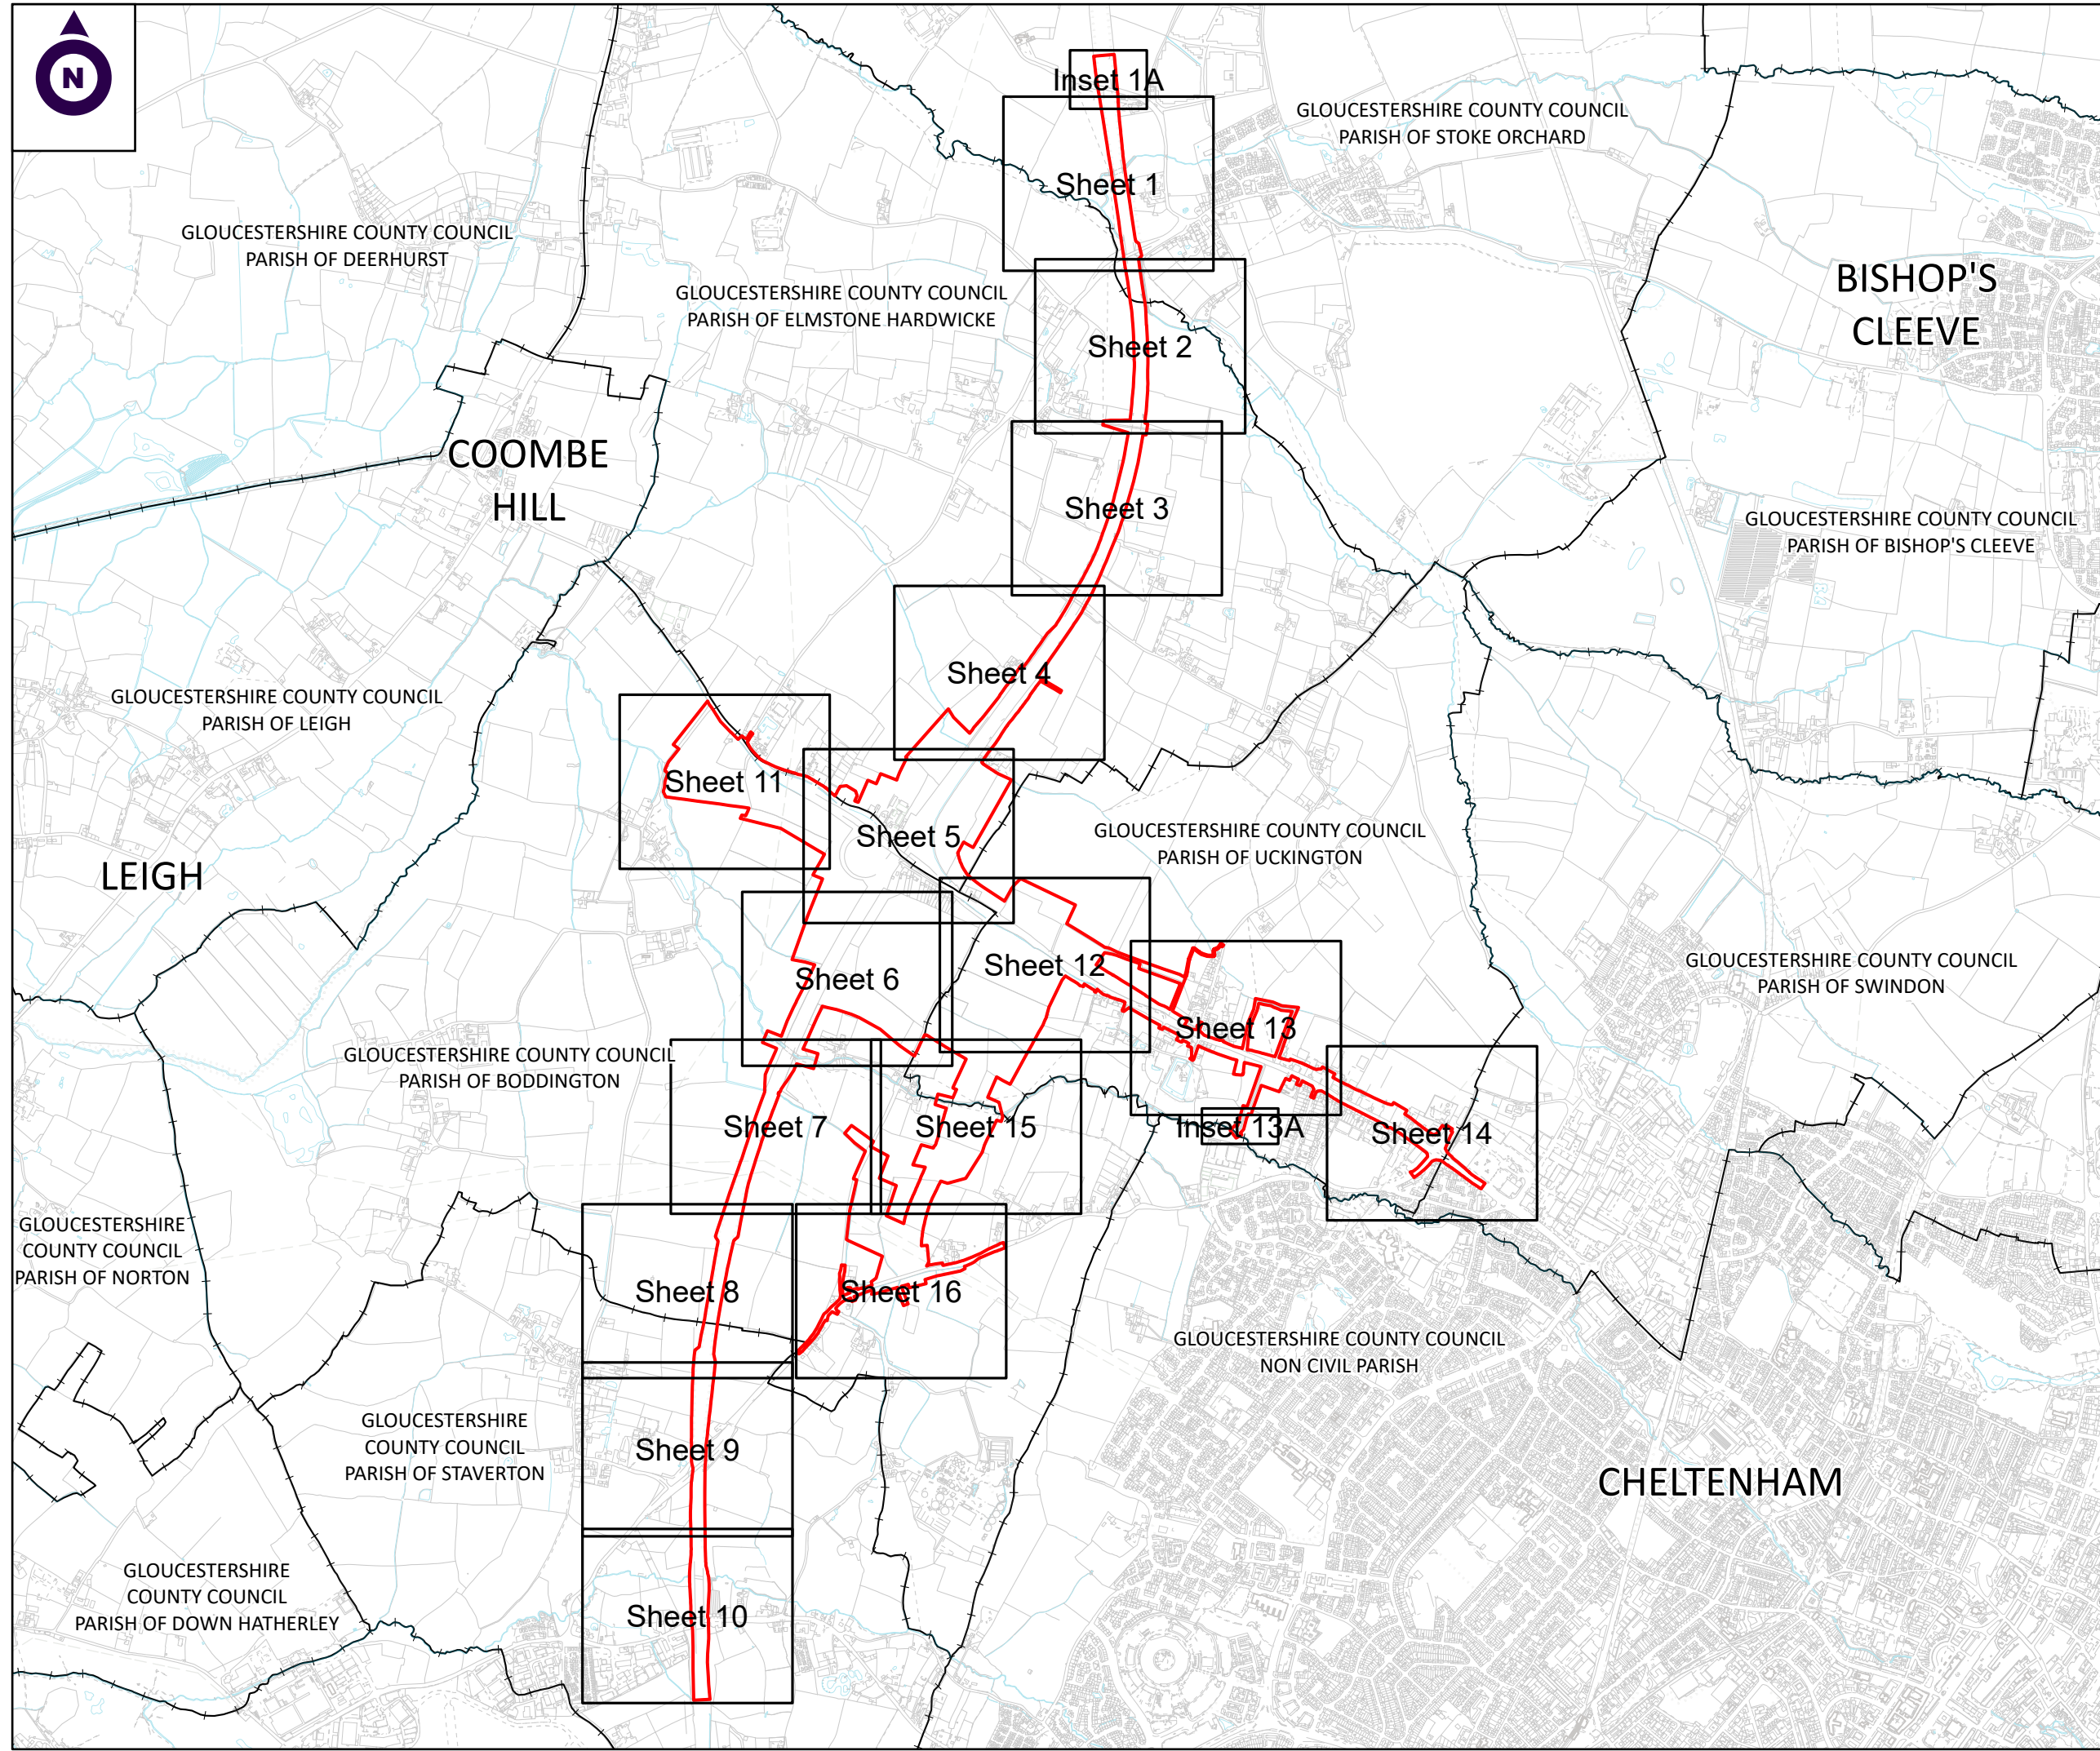 N
Inset 1A
GLOUCESTERSHIRE COUNTY COUNCIL
PARISH OF STOKE ORCHARD
Sheet 1
GLOUCESTERSHIRE COUNTY COUNCIL
PARISH OF DEERHURST
GLOUCESTERSHIRE COUNTY COUNCIL
PARISH OF ELMSTONE HARDWICKE
BISHOP'S
CLEEVE
Sheet 2
COOMBE
HILL
Sheet 3
GLOUCESTERSHIRE COUNTY COUNCIL
PARISH OF BISHOP'S CLEEVE
Sheet 4
GLOUCESTERSHIRE COUNTY COUNCIL
PARISH OF LEIGH
Sheet 11
Sheet 5
GLOUCESTERSHIRE COUNTY COUNCIL
PARISH OF UCKINGTON
LEIGH
Sheet 6
Sheet 12
GLOUCESTERSHIRE COUNTY COUNCIL
PARISH OF SWINDON
Sheet 13
GLOUCESTERSHIRE COUNTY COUNCIL
PARISH OF BODDINGTON
Sheet 7
Sheet 15
Inset 13A
Sheet 14
GLOUCESTERSHIRE
COUNTY COUNCIL
PARISH OF NORTON
Sheet 8
Sheet 16
GLOUCESTERSHIRE COUNTY COUNCIL
NON CIVIL PARISH
GLOUCESTERSHIRE
COUNTY COUNCIL
PARISH OF STAVERTON
Sheet 9
CHELTENHAM
GLOUCESTERSHIRE
COUNTY COUNCIL
PARISH OF DOWN HATHERLEY
Sheet 10